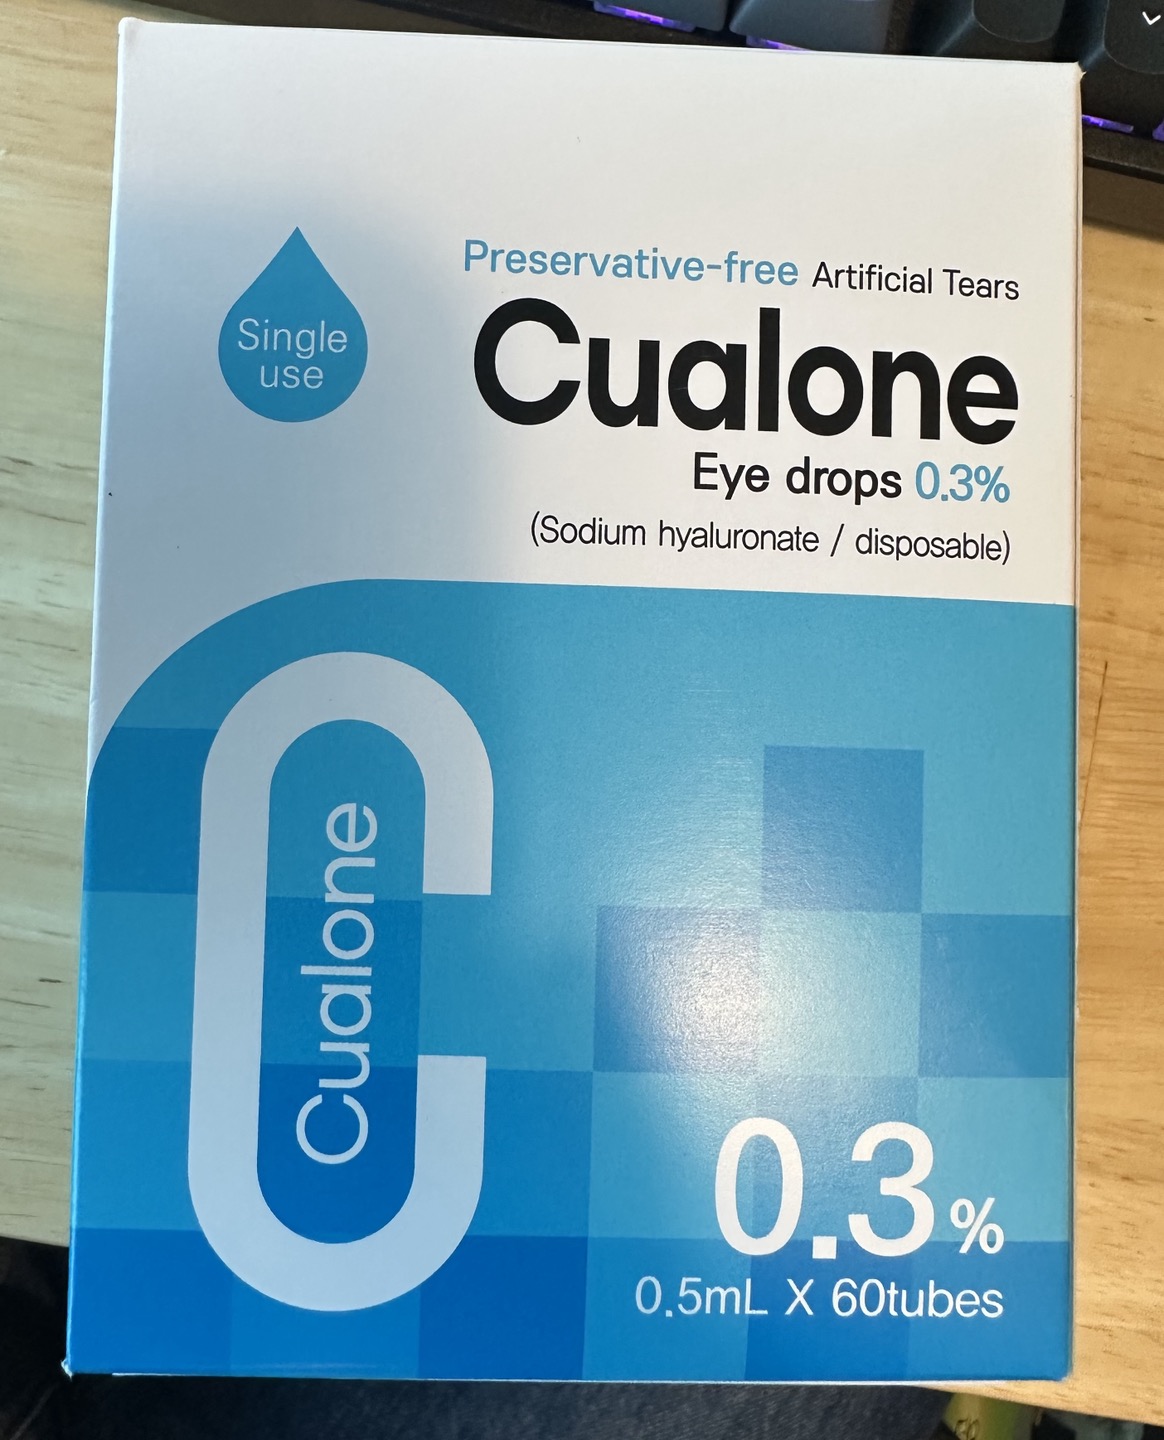 Single
use
Preservative-free Artificial Tears
Cualone
Eye drops 0.3%
(Sodium hyaluronate / disposable)
Cualone
0.3%
0.5mL X 60tubes